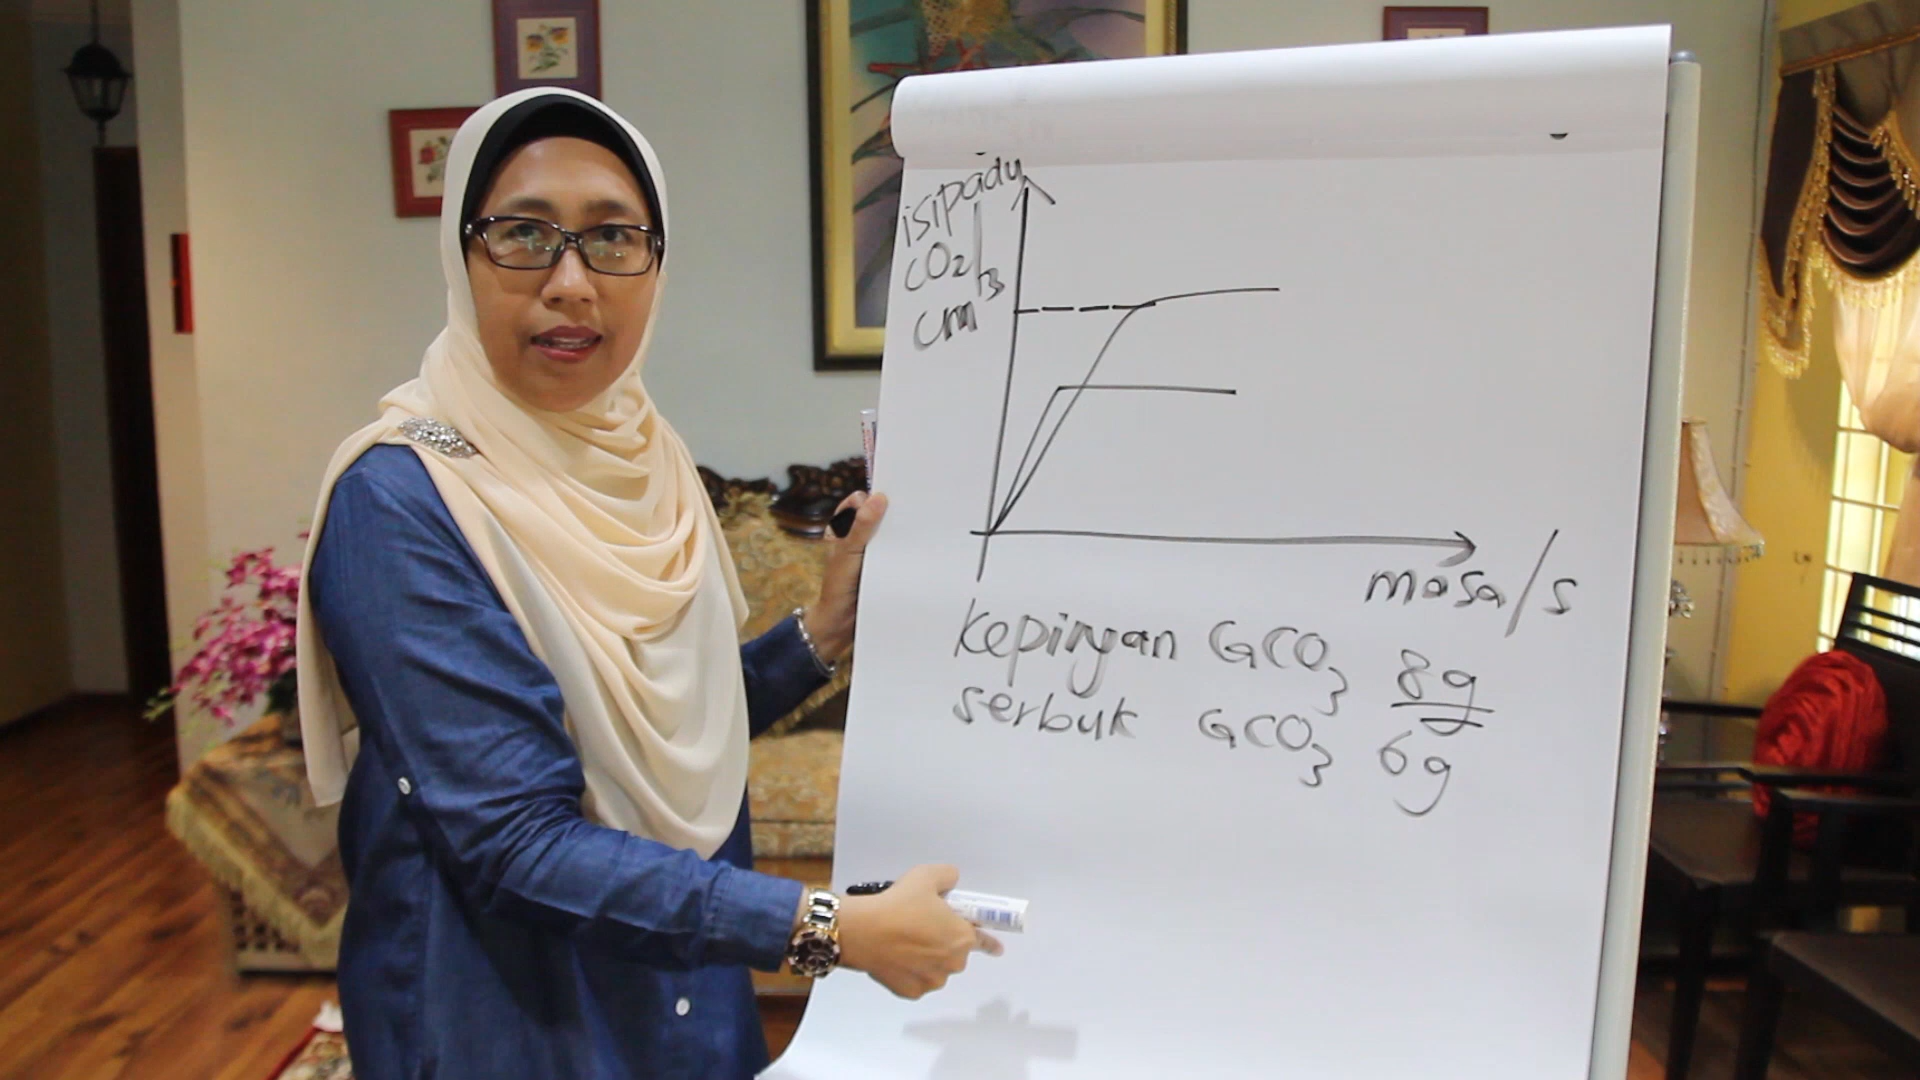 isipadu
CO2/
cm3
masa/s
kepingan CaCO3 8g
serbuk CaCO3 6g